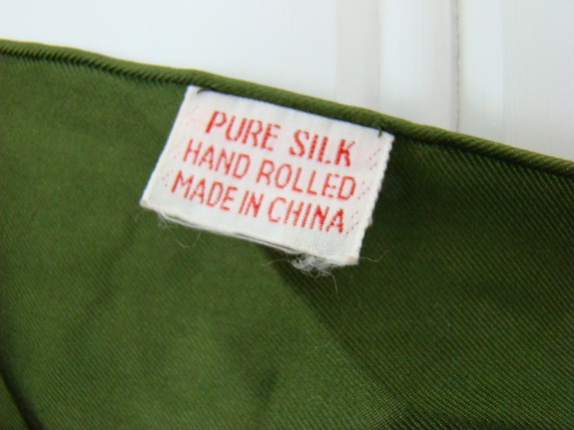 PURE SILK
HAND ROLLED
MADE IN CHINA